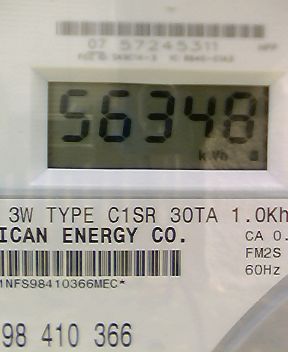 07 57245311
56348
kWh
3W TYPE C1SR 30TA 1.0Kh
ICAN ENERGY CO.
CA 0.
FM2S
60Hz
1NFS98410366MEC*
98 410 366